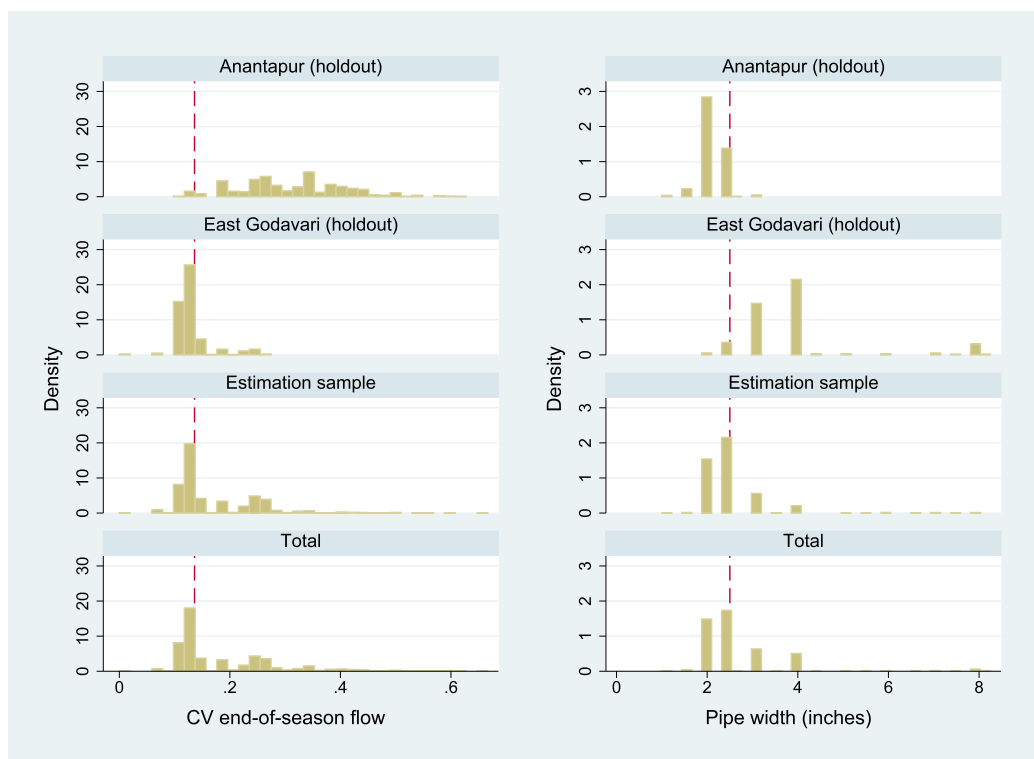 Anantapur (holdout)
0 10 20 30
East Godavari (holdout)
0 10 20 30
Estimation sample
0 10 20 30
Total
0 10 20 30
Density
0 .2 .4 .6
CV end-of-season flow
Anantapur (holdout)
0 1 2 3
East Godavari (holdout)
0 1 2 3
Estimation sample
0 1 2 3
Total
0 1 2 3
Density
0 2 4 6 8
Pipe width (inches)